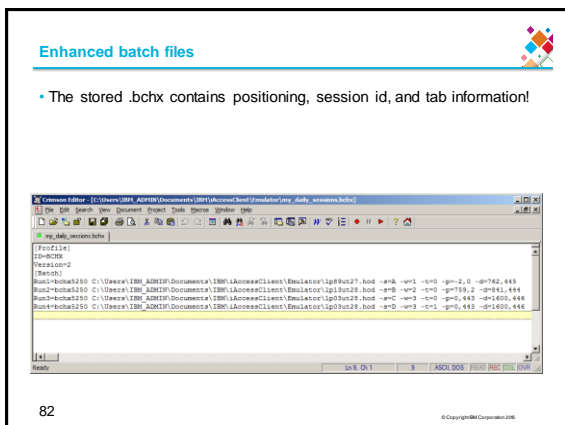 Enhanced batch files
• The stored .bchx contains positioning, session id, and tab information!
Crimson Editor - [C:\Users\IBM_ADMIN\Documents\IBM\iAccessClient\Emulator\my_daily_sessions.bchx]
File Edit Search View Document Project Tools Macros Window Help
my_daily_sessions.bchx
[Profile]
ID=BCHX
Version=2
[Batch]
Run1=bchx5250 C:\Users\IBM_ADMIN\Documents\IBM\iAccessClient\Emulator\lp89ut27.hod -s=A -w=1 -t=0 -p=-2,0 -d=762,445
Run2=bchx5250 C:\Users\IBM_ADMIN\Documents\IBM\iAccessClient\Emulator\lp13ut28.hod -s=B -w=2 -t=0 -p=759,2 -d=841,444
Run3=bchx5250 C:\Users\IBM_ADMIN\Documents\IBM\iAccessClient\Emulator\lp03ut28.hod -s=C -w=3 -t=0 -p=0,443 -d=1600,446
Run4=bchx5250 C:\Users\IBM_ADMIN\Documents\IBM\iAccessClient\Emulator\lp03ut27.hod -s=D -w=3 -t=1 -p=0,443 -d=1600,446
Ready Ln 9, Ch 1 9 ASCII, DOS READ REC COL OVR
82
© Copyright IBM Corporation 2015